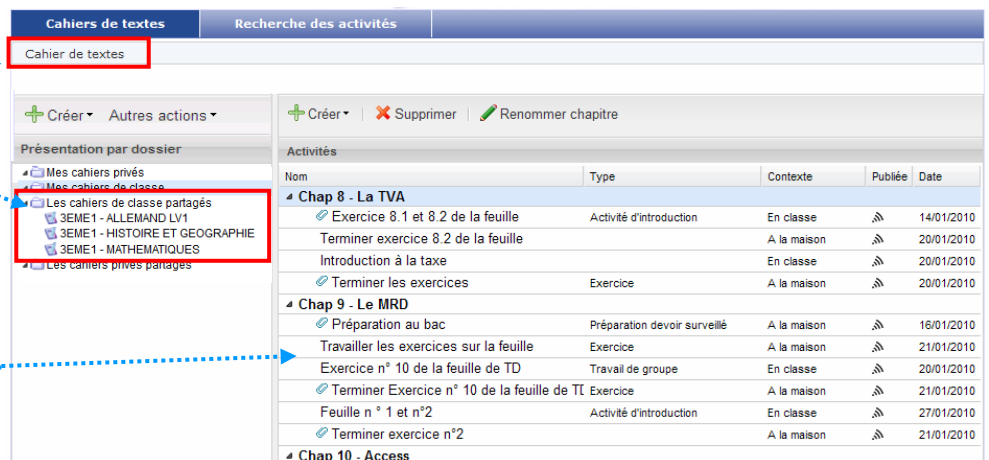 Cahiers de textes Recherche des activités
Cahier de textes
Créer Autres actions
Présentation par dossier
Mes cahiers privés
Mes cahiers de classe
Les cahiers de classe partagés
3EME1 - ALLEMAND LV1
3EME1 - HISTOIRE ET GEOGRAPHIE
3EME1 - MATHEMATIQUES
Les cahiers privés partagés
Créer Supprimer Renommer chapitre
Activités
Nom Type Contexte Publiée Date
Chap 8 - La TVA
Exercice 8.1 et 8.2 de la feuille Activité d'introduction En classe 14/01/2010
Terminer exercice 8.2 de la feuille A la maison 20/01/2010
Introduction à la taxe En classe 20/01/2010
Terminer les exercices Exercice A la maison 20/01/2010
Chap 9 - Le MRD
Préparation au bac Préparation devoir surveillé A la maison 16/01/2010
Travailler les exercices sur la feuille Exercice A la maison 21/01/2010
Exercice n° 10 de la feuille de TD Travail de groupe En classe 20/01/2010
Terminer Exercice n° 10 de la feuille de TD Exercice A la maison 21/01/2010
Feuille n ° 1 et n°2 Activité d'introduction En classe 27/01/2010
Terminer exercice n°2 A la maison 21/01/2010
Chap 10 - Access